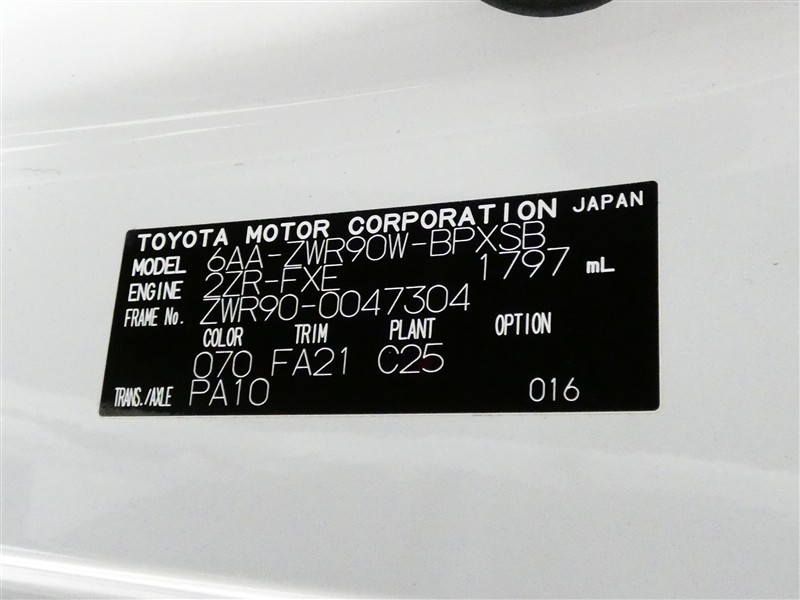 TOYOTA MOTOR CORPORATION JAPAN
MODEL 6AA-ZWR90W-BPXSB
ENGINE 2ZR-FXE 1797 mL
FRAME No. ZWR90-0047304
COLOR TRIM PLANT OPTION
070 FA21 C25
TRANS./AXLE PA10 016